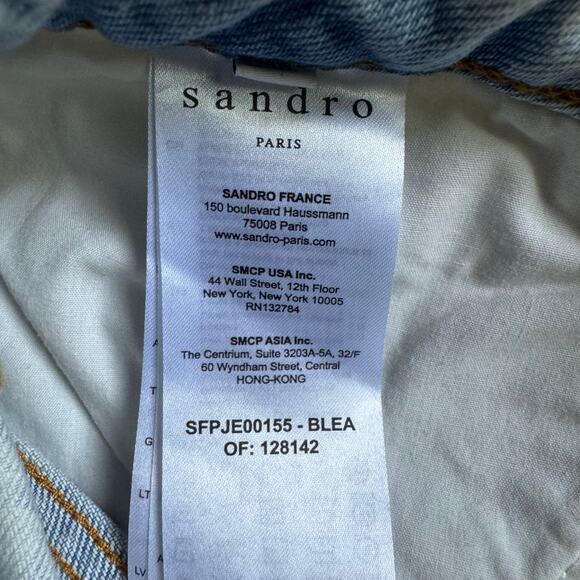 sandro
PARIS
SANDRO FRANCE
150 boulevard Haussmann
75008 Paris
www.sandro-paris.com
SMCP USA Inc.
44 Wall Street, 12th Floor
New York, New York 10005
RN132784
SMCP ASIA Inc.
The Centrium, Suite 3203A-5A, 32/F
60 Wyndham Street, Central
HONG-KONG
SFPJE00155 - BLEA
OF: 128142
A
T
G
LT
LV
A